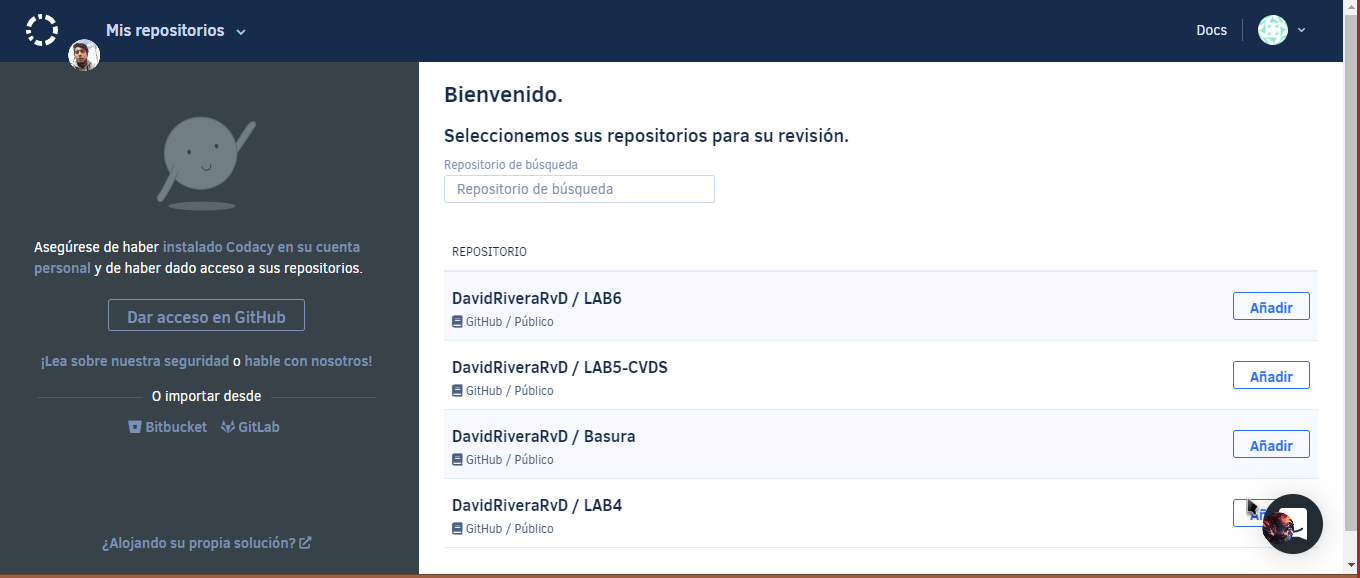 Mis repositorios
Docs
Asegúrese de haber instalado Codacy en su cuenta
personal y de haber dado acceso a sus repositorios.
Dar acceso en GitHub
¡Lea sobre nuestra seguridad o hable con nosotros!
O importar desde
Bitbucket GitLab
¿Alojando su propia solución?
Bienvenido.
Seleccionemos sus repositorios para su revisión.
Repositorio de búsqueda
Repositorio de búsqueda
REPOSITORIO
DavidRiveraRvD / LAB6
GitHub / Público
Añadir
DavidRiveraRvD / LAB5-CVDS
GitHub / Público
Añadir
DavidRiveraRvD / Basura
GitHub / Público
Añadir
DavidRiveraRvD / LAB4
GitHub / Público